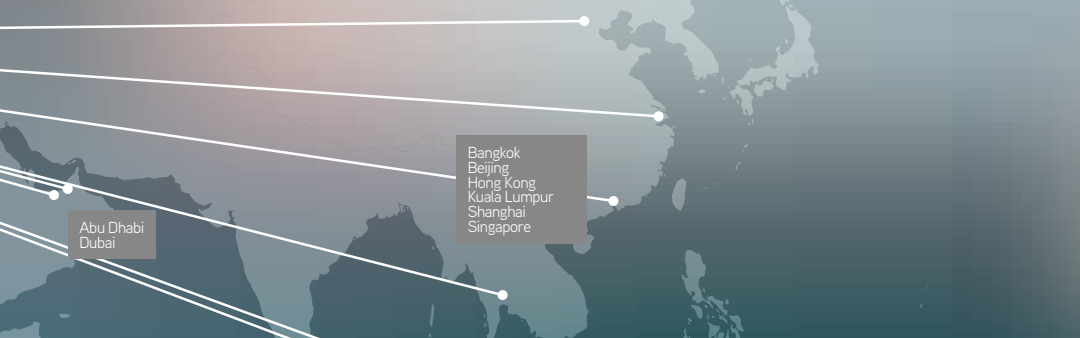 Bangkok
Beijing
Hong Kong
Kuala Lumpur
Shanghai
Singapore
Abu Dhabi
Dubai